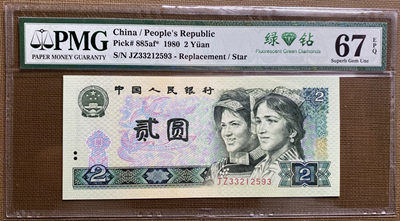 PMG
PAPER MONEY GUARANTY
China / People's Republic
Pick# 885af* 1980 2 Yüan
S/N JZ33212593 - Replacement / Star
绿 钻
Fluorescent Green Diamonds
67 EPQ
Superb Gem Unc
中国人民银行
贰圆
2
JZ33212593
2
2